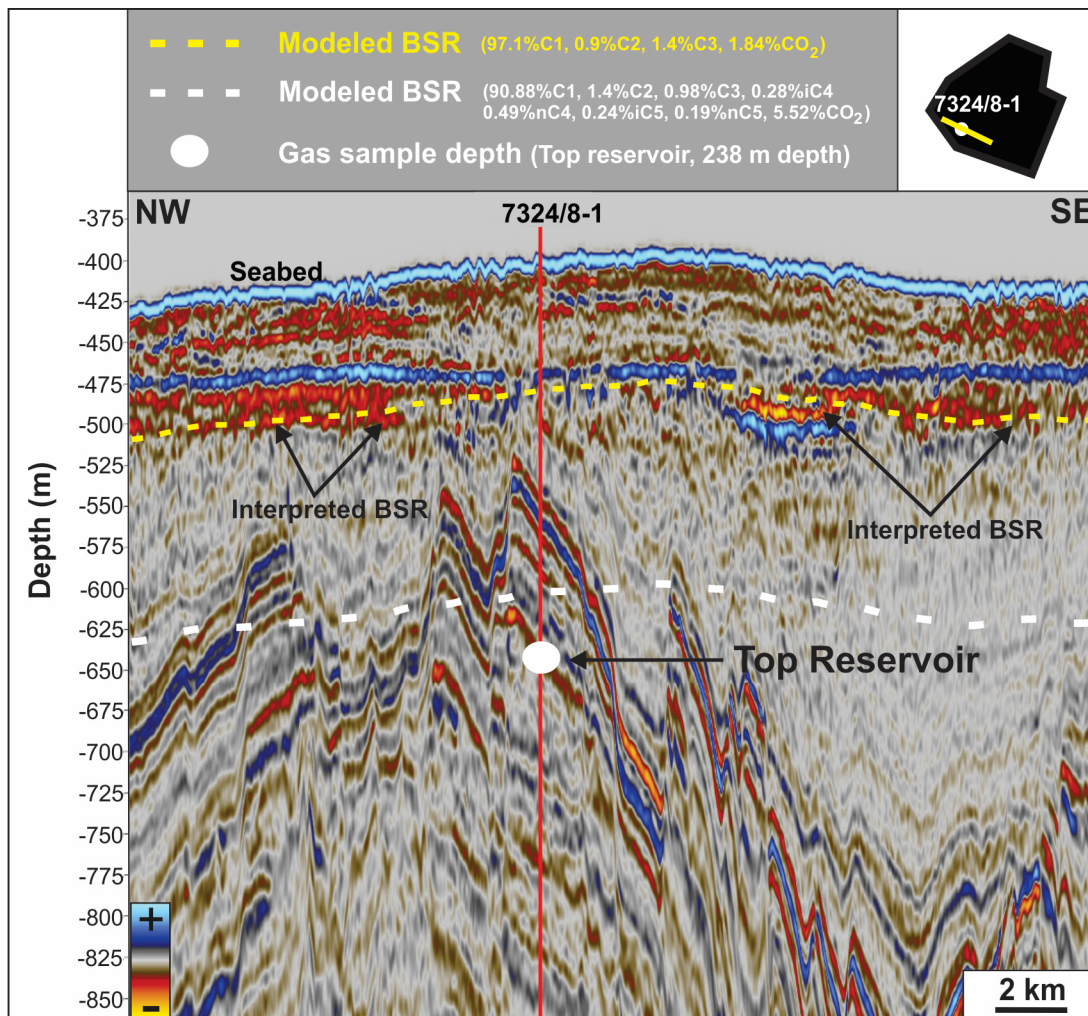 Modeled BSR (97.1%C1, 0.9%C2, 1.4%C3, 1.84%CO2)
Modeled BSR (90.88%C1, 1.4%C2, 0.98%C3, 0.28%iC4
0.49%nC4, 0.24%iC5, 0.19%nC5, 5.52%CO2)
Gas sample depth (Top reservoir, 238 m depth)
7324/8-1
NW
7324/8-1
SE
Seabed
Interpreted BSR
Interpreted BSR
Top Reservoir
Depth (m)
-375
-400
-425
-450
-475
-500
-525
-550
-575
-600
-625
-650
-675
-700
-725
-750
-775
-800
-825
-850
+
-
2 km